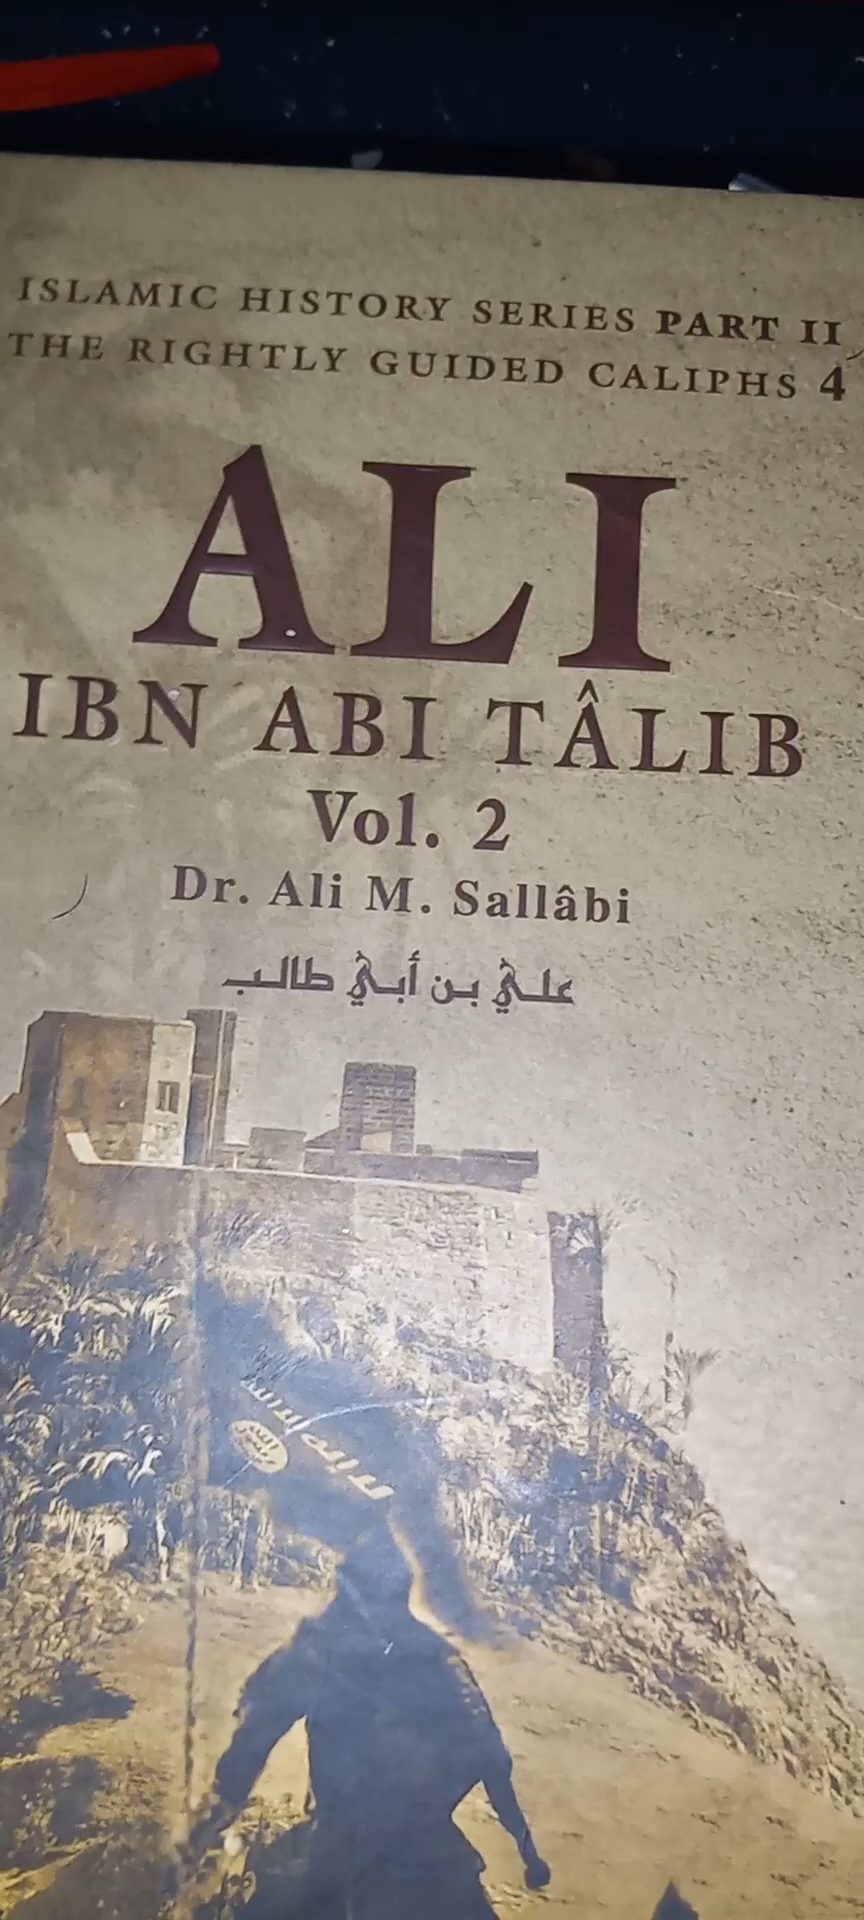 ISLAMIC HISTORY SERIES PART II
THE RIGHTLY GUIDED CALIPHS 4
ALI
IBN ABI TÂLIB
Vol. 2
Dr. Ali M. Sallâbi
علي بن أبي طالب